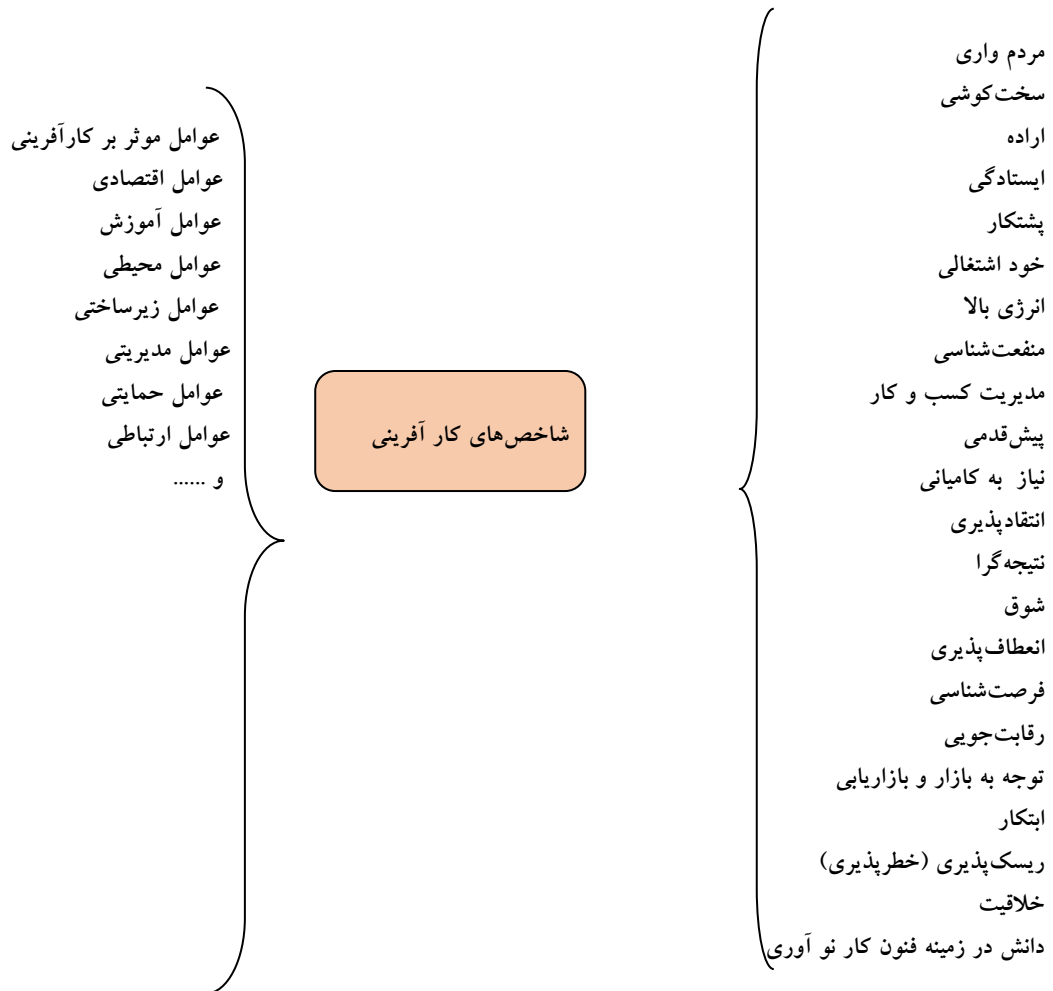 مردم واری
سخت‌کوشی
اراده
ایستادگی
پشتکار
خود اشتغالی
انرژی بالا
منفعت‌شناسی
مدیریت کسب و کار
پیش‌قدمی
نیاز به کامیانی
انتقادپذیری
نتیجه‌گرا
شوق
انعطاف‌پذیری
فرصت‌شناسی
رقابت‌جویی
توجه به بازار و بازاریابی
ابتکار
ریسک‌پذیری (خطرپذیری)
خلاقیت
دانش در زمینه فنون کار نو آوری
شاخص‌های کار آفرینی
عوامل موثر بر کارآفرینی
عوامل اقتصادی
عوامل آموزش
عوامل محیطی
عوامل زیرساختی
عوامل مدیریتی
عوامل حمایتی
عوامل ارتباطی
و ......